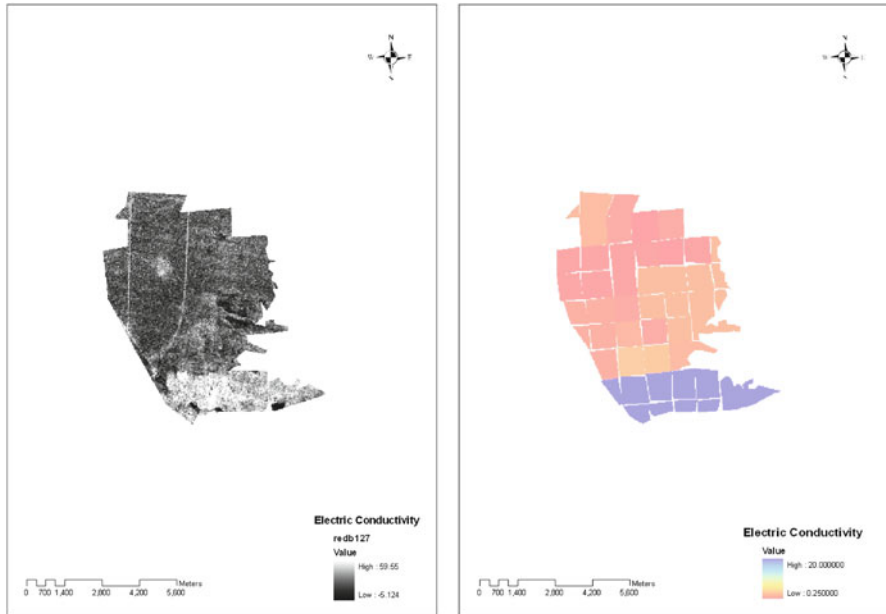 N
W
E
S
Electric Conductivity
redb127
Value
High : 59.55
Low : -5.124
Meters
0 700 1,400 2,800 4,200 5,600
N
W E
S
Electric Conductivity
Value
High : 20.000000
Low : 0.250000
Meters
0 700 1,400 2,800 4,200 5,600